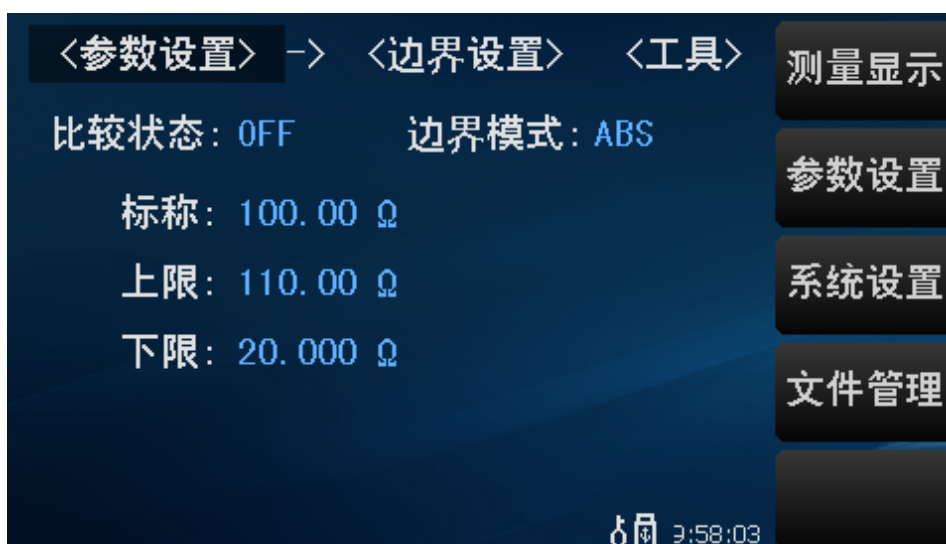 <参数设置> -> <边界设置> <工具>
比较状态: OFF 边界模式: ABS
标称: 100.00 Ω
上限: 110.00 Ω
下限: 20.000 Ω
9:58:03
测量显示
参数设置
系统设置
文件管理